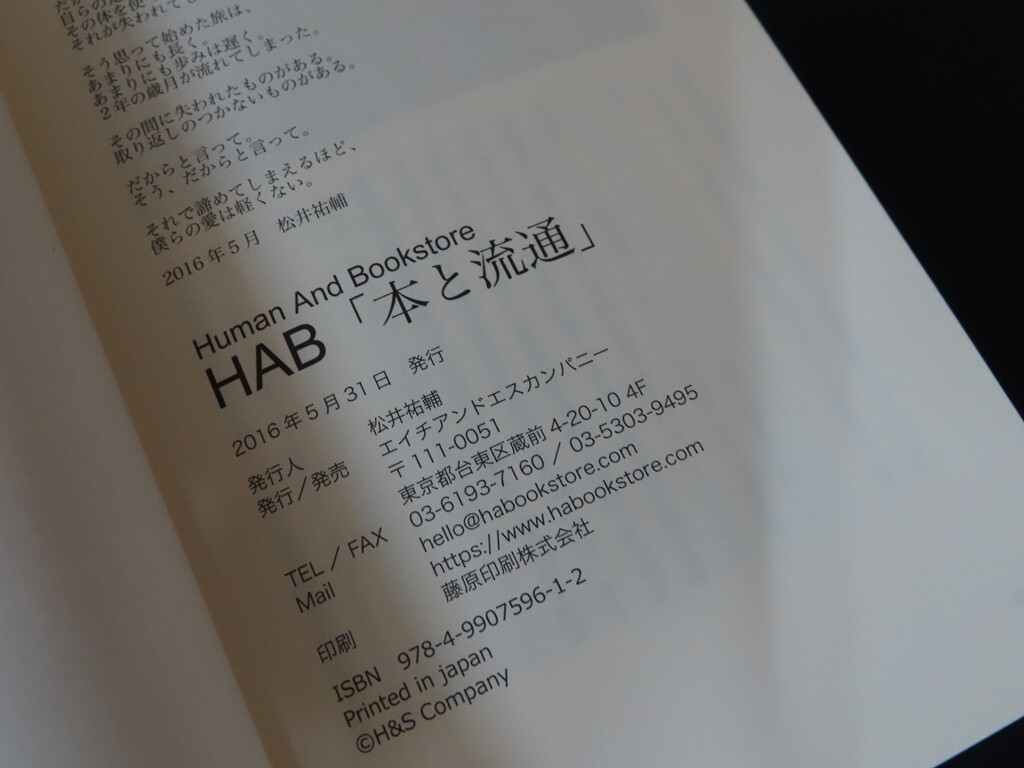 自らの
その体を使
それが失われてし
そう思って始めた旅は、
あまりにも長く。
あまりにも歩みは遅く。
2年の歳月が流れてしまった。
その間に失われたものがある。
取り返しのつかないものがある。
だからと言って。
そう、だからと言って。
それで諦めてしまえるほど、
僕らの愛は軽くない。
2016年5月 松井祐輔
Human And Bookstore
HAB「本と流通」
2016年5月31日 発行
発行人 松井祐輔
発行／発売 エイチアンドエスカンパニー
〒111-0051
東京都台東区蔵前4-20-10 4F
TEL／FAX 03-6193-7160 / 03-5303-9495
Mail hello@habookstore.com
https://www.habookstore.com
印刷 藤原印刷株式会社
ISBN 978-4-9907596-1-2
Printed in japan
©H&S Company